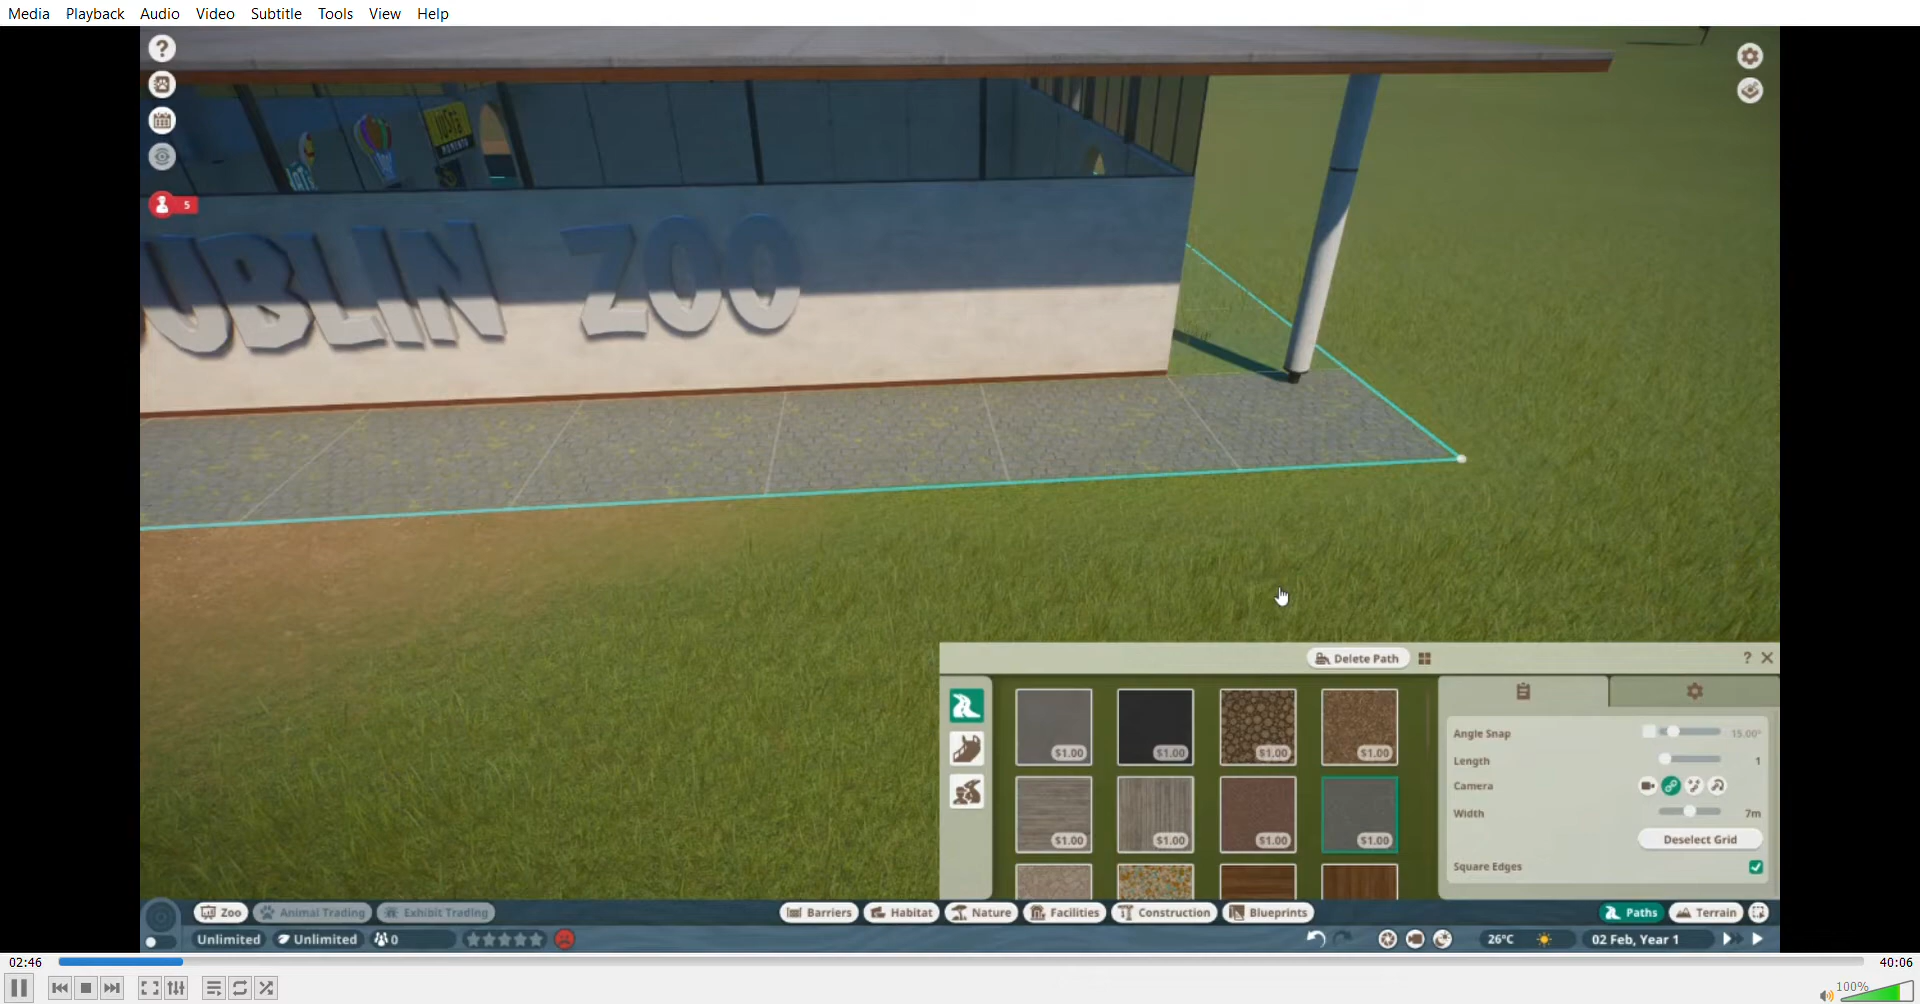 Media Playback Audio Video Subtitle Tools View Help
?
5
UBLIN ZOO
Delete Path
?
$1.00 $1.00 $1.00 $1.00
Angle Snap 15.00°
Length 1
Camera
$1.00 $1.00 $1.00 $1.00
Width 7m
Deselect Grid
Square Edges
Zoo Animal Trading Exhibit Trading Barriers Habitat Nature Facilities Construction Blueprints Paths Terrain
Unlimited Unlimited 0 26°C 02 Feb, Year 1
02:46 40:06
100%